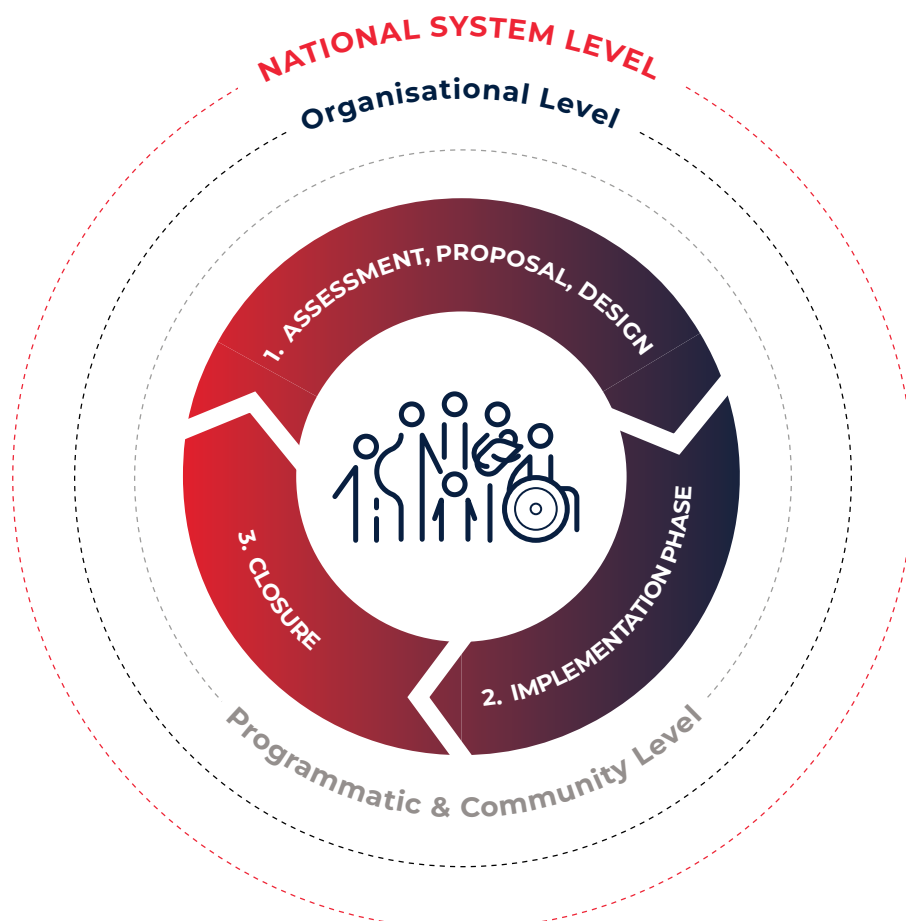 NATIONAL SYSTEM LEVEL
Organisational Level
1. ASSESSMENT, PROPOSAL, DESIGN
2. IMPLEMENTATION PHASE
3. CLOSURE
Programmatic & Community Level